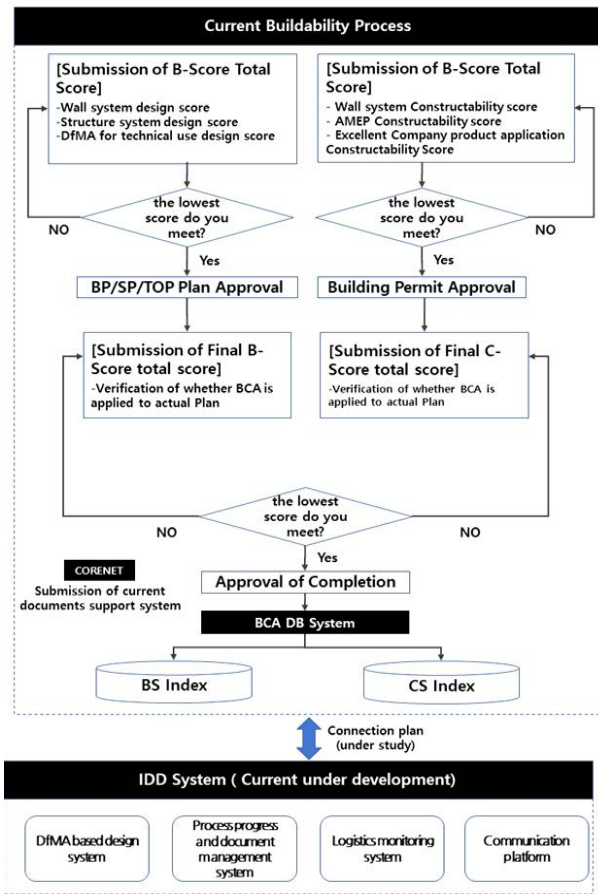 Current Buildability Process
[Submission of B-Score Total
Score]
-Wall system design score
-Structure system design score
-DfMA for technical use design score
[Submission of B-Score Total
Score]
- Wall system Constructability score
- AMEP Constructability score
- Excellent Company product application
Constructability Score
the lowest
score do you
meet?
NO
Yes
the lowest
score do you
meet?
NO
Yes
BP/SP/TOP Plan Approval
Building Permit Approval
[Submission of Final B-
Score total score]
-Verification of whether BCA is
applied to actual Plan
[Submission of Final C-
Score total score]
-Verification of whether BCA is
applied to actual Plan
the lowest
score do you
meet?
NO
NO
Yes
CORENET
Submission of current
documents support system
Approval of Completion
BCA DB System
BS Index
CS Index
Connection plan
(under study)
IDD System ( Current under development)
DfMA based design
system
Process progress
and document
management
system
Logistics monitoring
system
Communication
platform